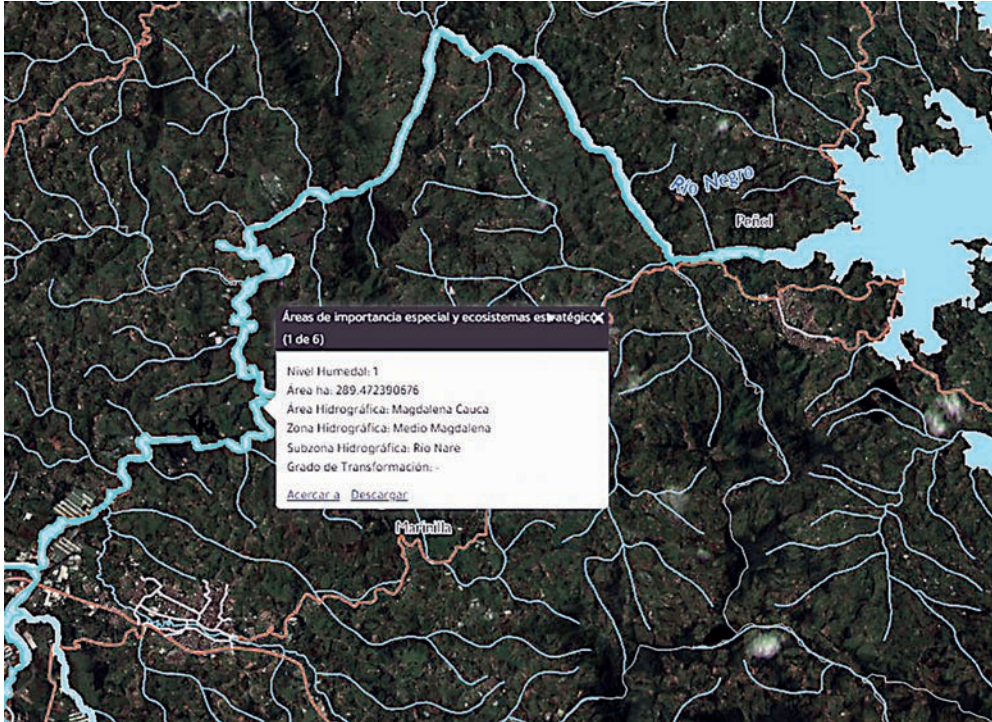 Río Negro
Peñol
Áreas de importancia especial y ecosistemas estratégicos
(1 de 6)
Nivel Humedal: 1
Área ha: 289.472390676
Área Hidrográfica: Magdalena Cauca
Zona Hidrográfica: Medio Magdalena
Subzona Hidrográfica: Río Nare
Grado de Transformación: -
Acercar a Descargar
Marinilla